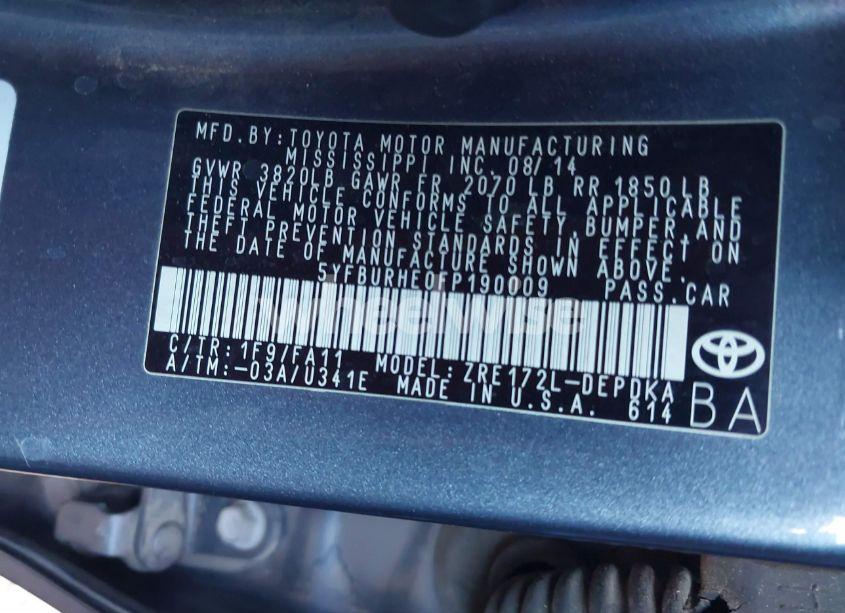 MFD.BY:TOYOTA MOTOR MANUFACTURING
MISSISSIPPI INC. 08/14
GVWR 3820LB GAWR FR 2070 LB RR 1850 LB
THIS VEHICLE CONFORMS TO ALL APPLICABLE
FEDERAL MOTOR VEHICLE SAFETY,BUMPER,AND
THEFT PREVENTION STANDARDS IN EFFECT ON
THE DATE OF MANUFACTURE SHOWN ABOVE.
5YFBURHE0FP190009 PASS.CAR
wheelwise
C/TR:1F9/FA11 MODEL:ZRE172L-DEPDKA
A/TM:-03A/U341E MADE IN U.S.A. 614
BA